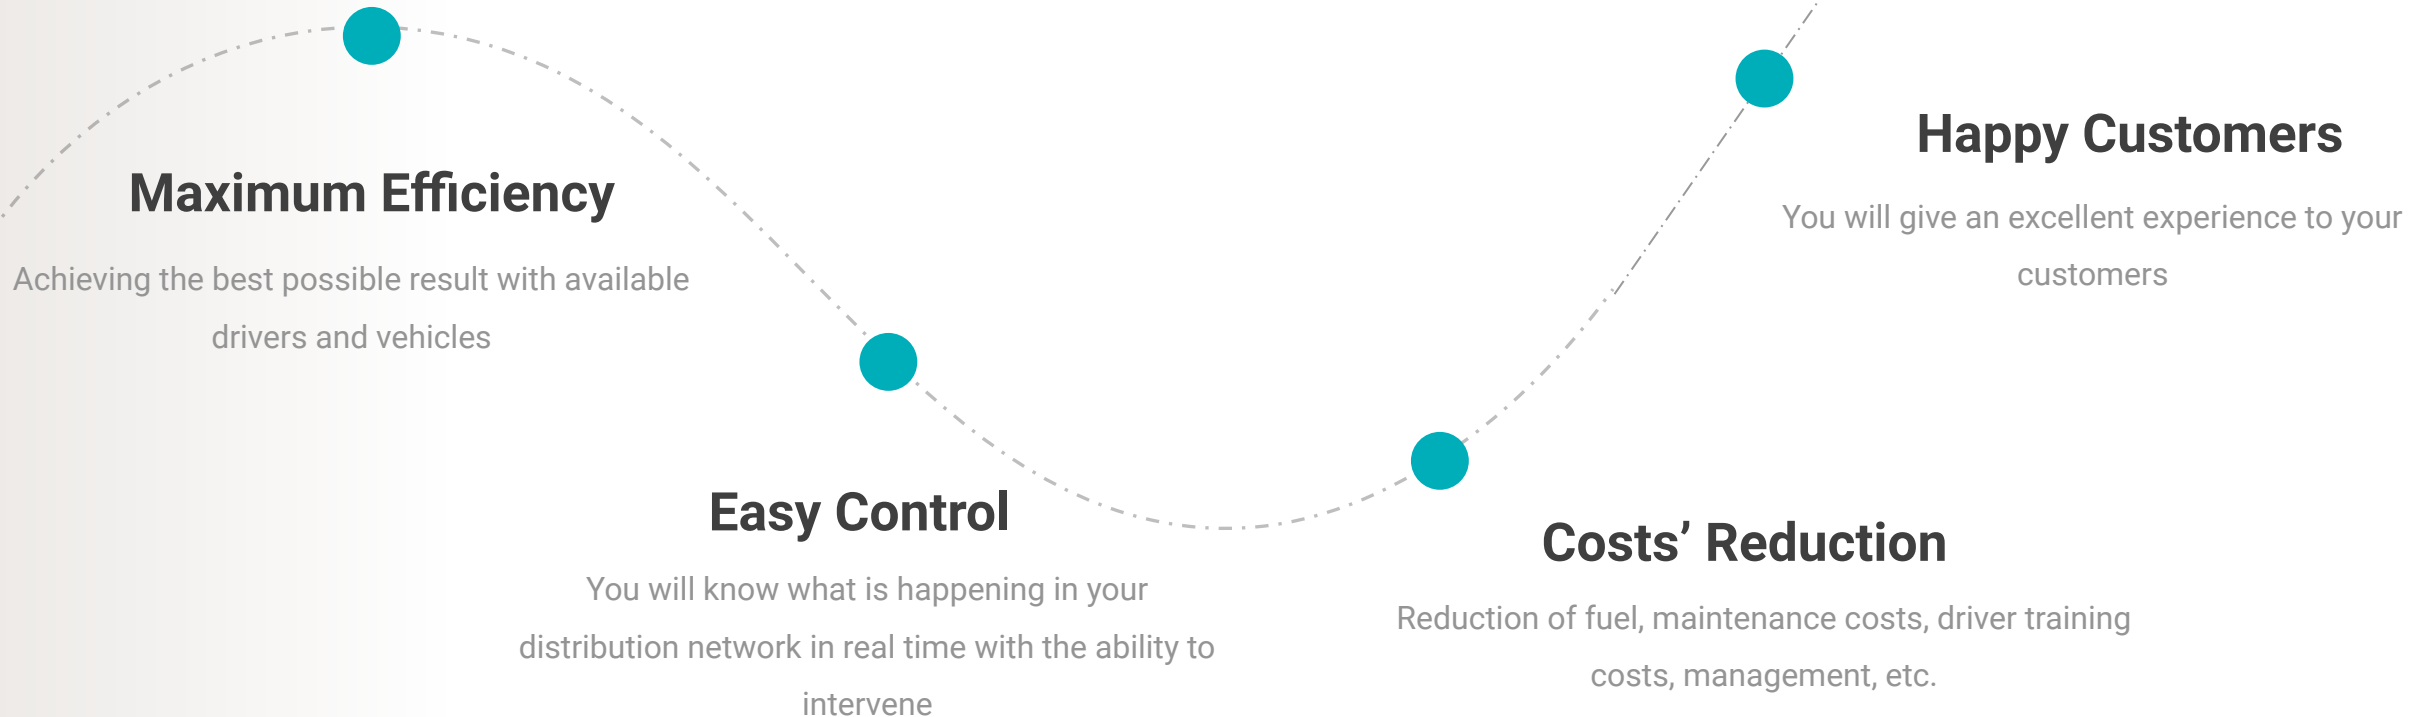 Maximum Efficiency
Achieving the best possible result with available
drivers and vehicles
Easy Control
You will know what is happening in your
distribution network in real time with the ability to
intervene
Costs’ Reduction
Reduction of fuel, maintenance costs, driver training
costs, management, etc.
Happy Customers
You will give an excellent experience to your
customers